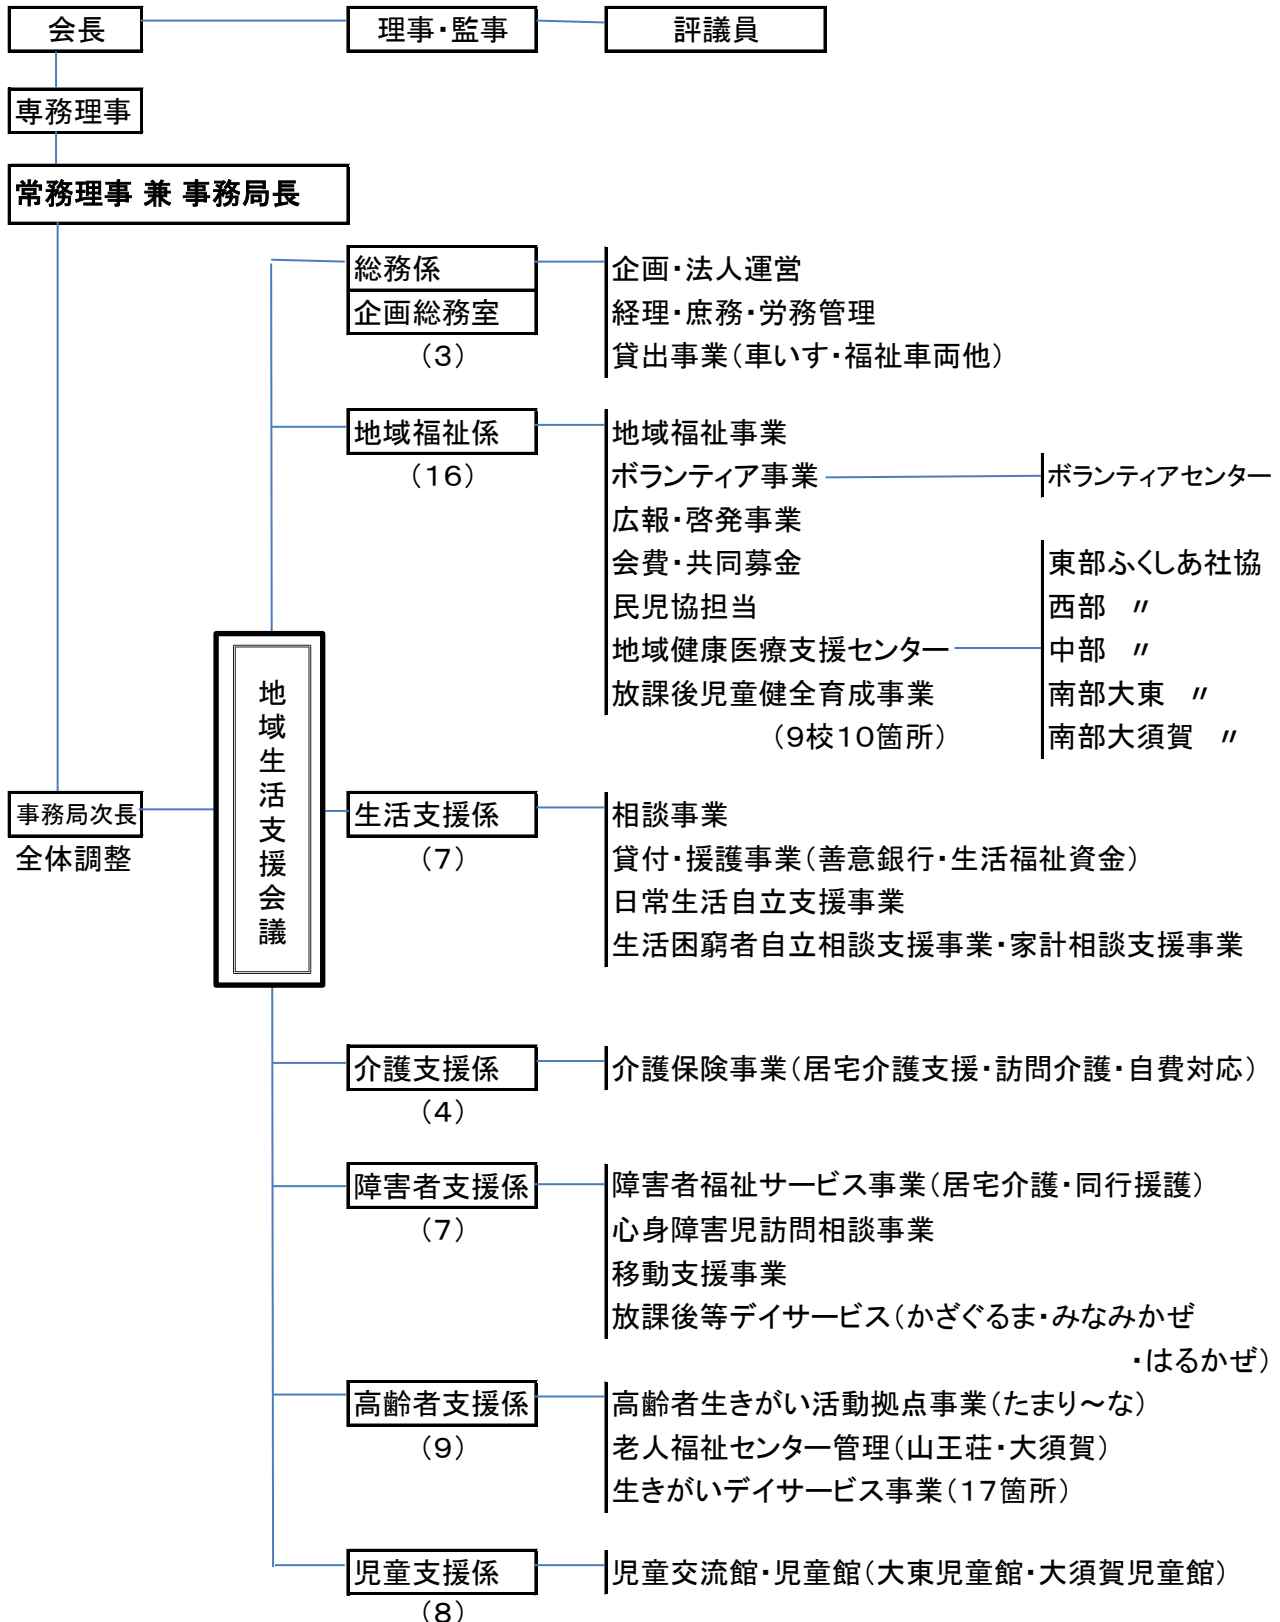 会長　理事・監事　評議員
専務理事
常務理事 兼 事務局長
総務係　企画・法人運営
企画総務室　経理・庶務・労務管理
（3）　貸出事業（車いす・福祉車両他）
地域福祉係　地域福祉事業
（16）　ボランティア事業　ボランティアセンター
広報・啓発事業
会費・共同募金　東部ふくしあ社協
民児協担当　西部　〃
地域健康医療支援センター　中部　〃
放課後児童健全育成事業　南部大東　〃
（9校10箇所）　南部大須賀　〃
地域生活支援会議
事務局次長　生活支援係　相談事業
全体調整　（7）　貸付・援護事業（善意銀行・生活福祉資金）
日常生活自立支援事業
生活困窮者自立相談支援事業・家計相談支援事業
介護支援係　介護保険事業（居宅介護支援・訪問介護・自費対応）
（4）
障害者支援係　障害者福祉サービス事業（居宅介護・同行援護）
（7）　心身障害児訪問相談事業
移動支援事業
放課後等デイサービス（かざぐるま・みなみかぜ
・はるかぜ）
高齢者支援係　高齢者生きがい活動拠点事業（たまり～な）
（9）　老人福祉センター管理（山王荘・大須賀）
生きがいデイサービス事業（17箇所）
児童支援係　児童交流館・児童館（大東児童館・大須賀児童館）
（8）